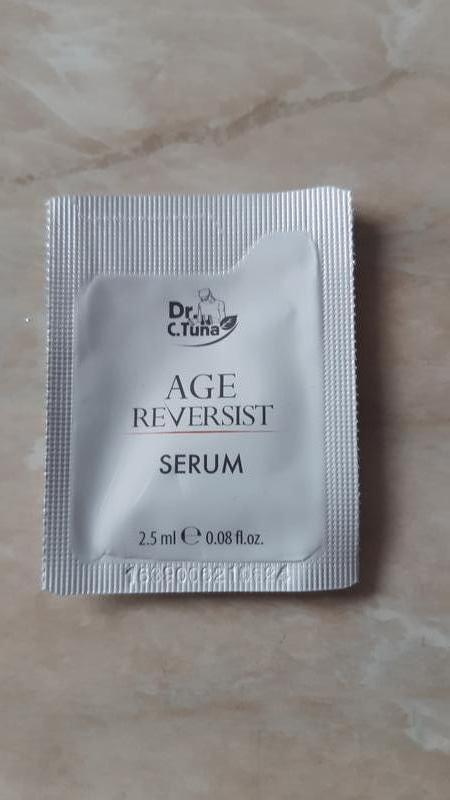 Dr.
C.Tuna
AGE
REVERSIST
SERUM
2.5 ml ℮ 0.08 fl.oz.